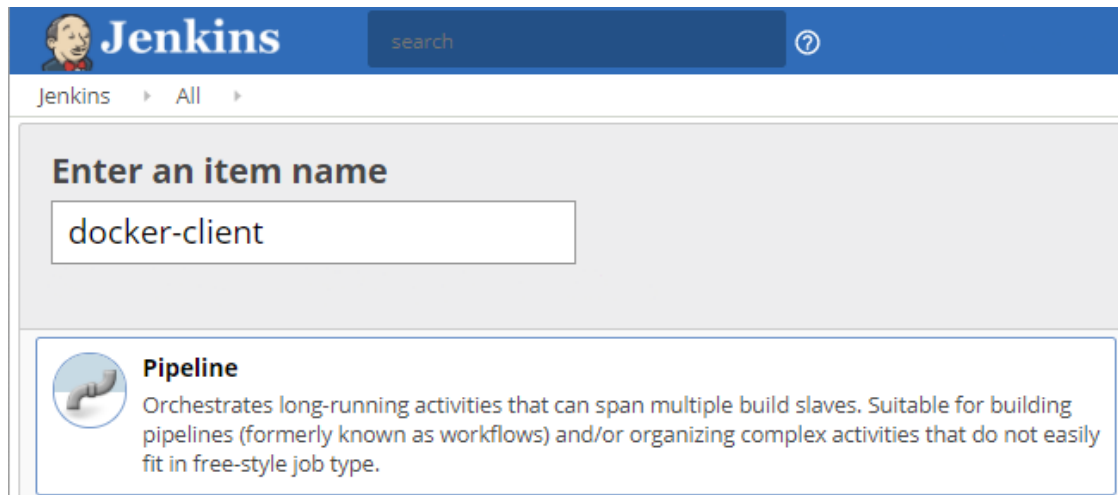 Jenkins
search
Jenkins All
Enter an item name
docker-client
Pipeline
Orchestrates long-running activities that can span multiple build slaves. Suitable for building
pipelines (formerly known as workflows) and/or organizing complex activities that do not easily
fit in free-style job type.